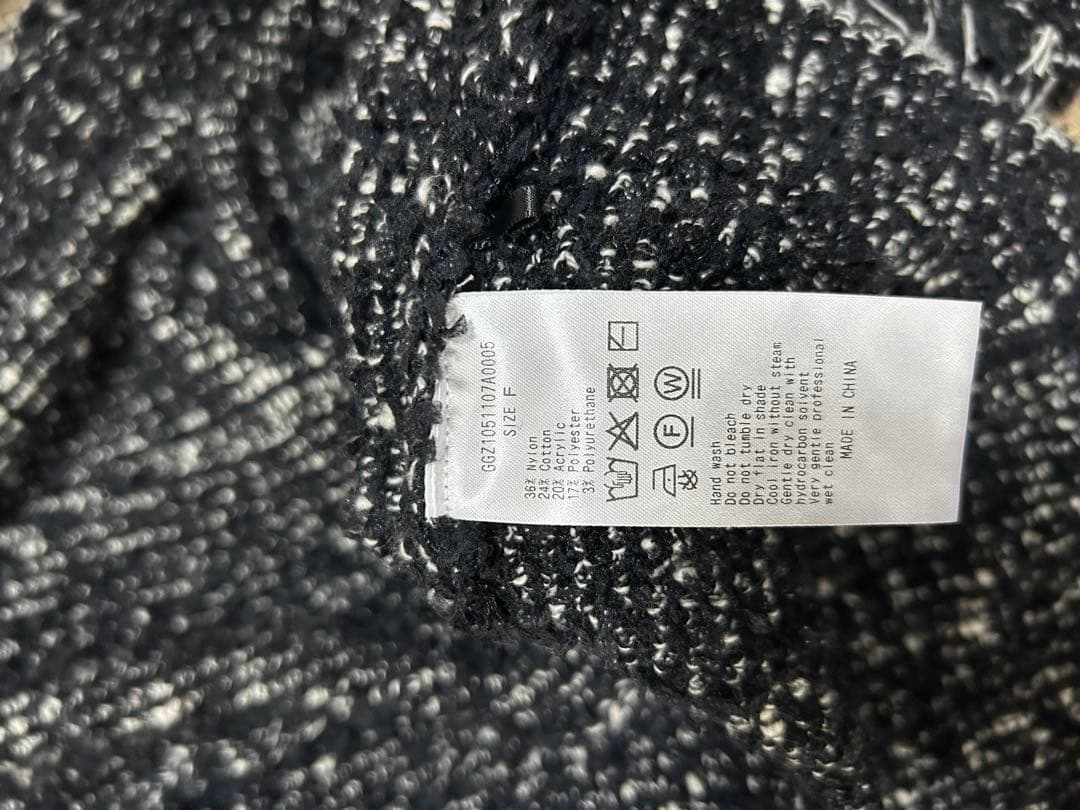 GGZ1051107A0005
SIZE F
36% Nylon
24% Cotton
20% Acrylic
17% Polyester
3% Polyurethane
F
W
Hand wash
Do not bleach
Do not tumble dry
Dry flat in shade
Cool iron without steam
Gentle dry clean with
hydrocarbon solvent
Very gentle professional
wet clean
MADE IN CHINA